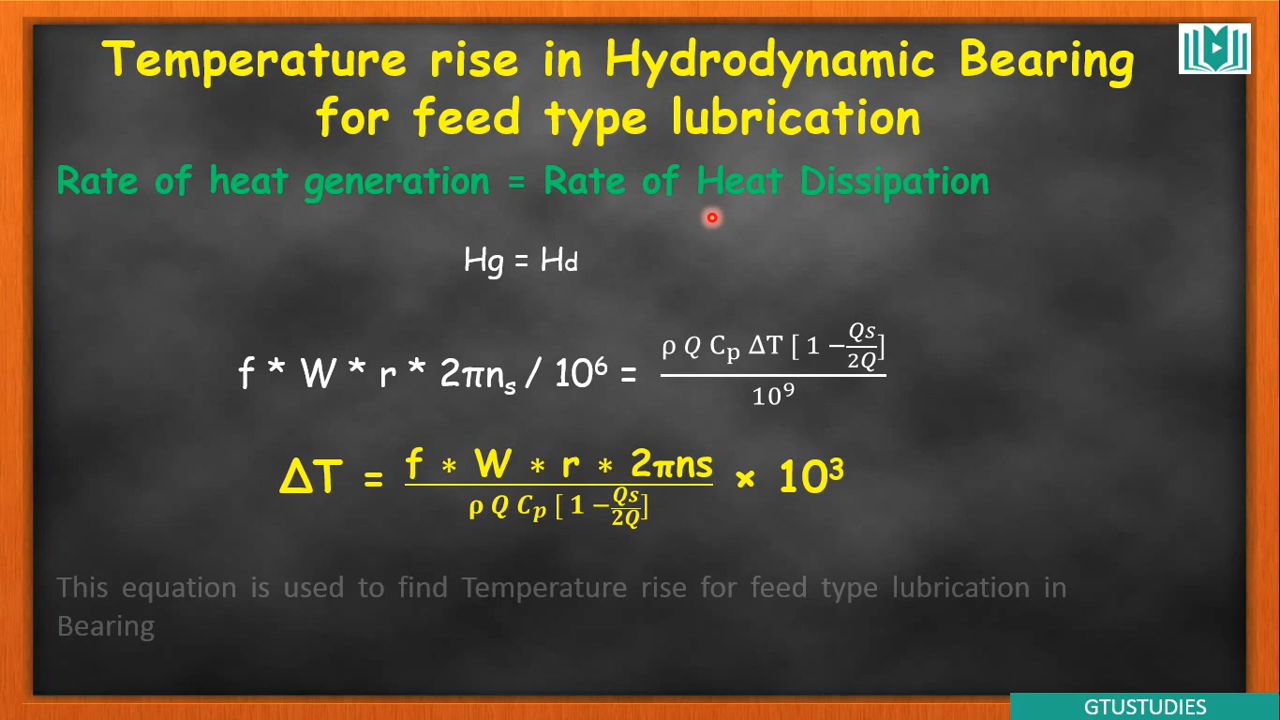 Temperature rise in Hydrodynamic Bearing
for feed type lubrication
Rate of heat generation = Rate of Heat Dissipation
Hg = Hd
f * W * r * 2πnₛ / 10⁶ = ρ Q Cₚ ΔT [ 1 − Qs/2Q ] / 10⁹
ΔT = f * W * r * 2πns / ρ Q Cₚ [ 1 − Qs/2Q ] × 10³
This equation is used to find Temperature rise for feed type lubrication in
Bearing
GTUSTUDIES